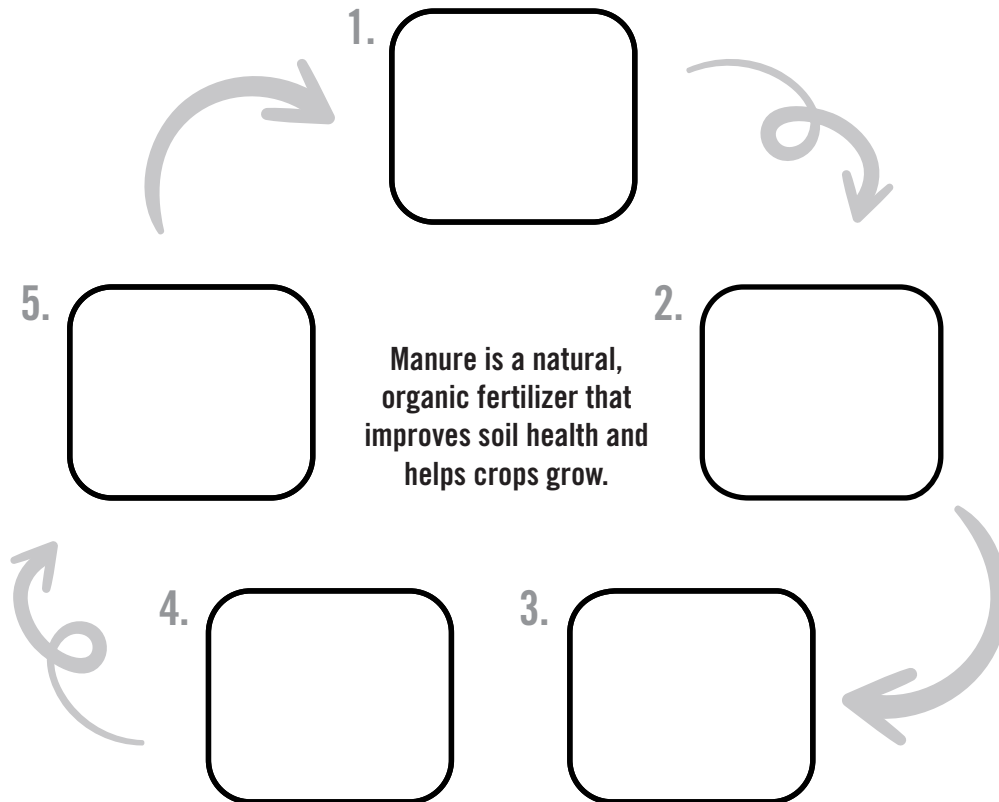 1.
5.
2.
Manure is a natural,
organic fertilizer that
improves soil health and
helps crops grow.
4.
3.